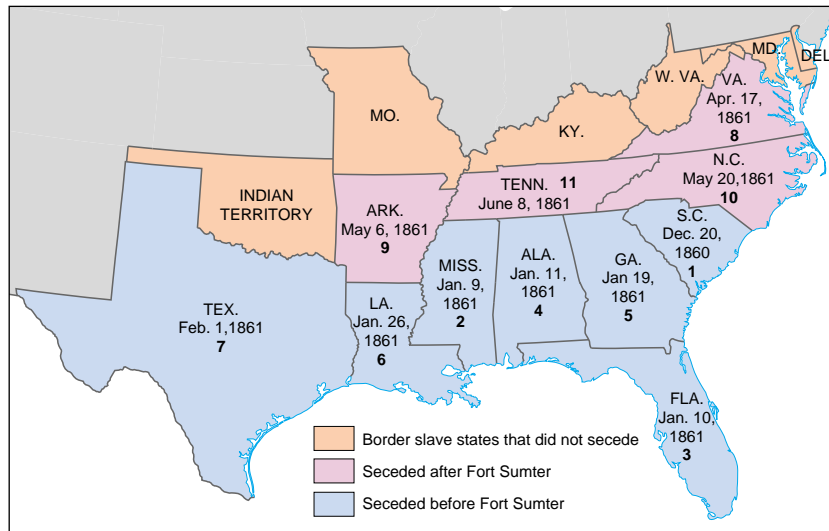 MD.
DEL
W. VA.
VA.
Apr. 17,
1861
8
MO.
KY.
N.C.
May 20,1861
10
TENN. 11
June 8, 1861
INDIAN
TERRITORY
ARK.
May 6, 1861
9
S.C.
Dec. 20,
1860
1
MISS.
Jan. 9,
1861
2
ALA.
Jan. 11,
1861
4
GA.
Jan 19,
1861
5
TEX.
Feb. 1,1861
7
LA.
Jan. 26,
1861
6
FLA.
Jan. 10,
1861
3
Border slave states that did not secede
Seceded after Fort Sumter
Seceded before Fort Sumter